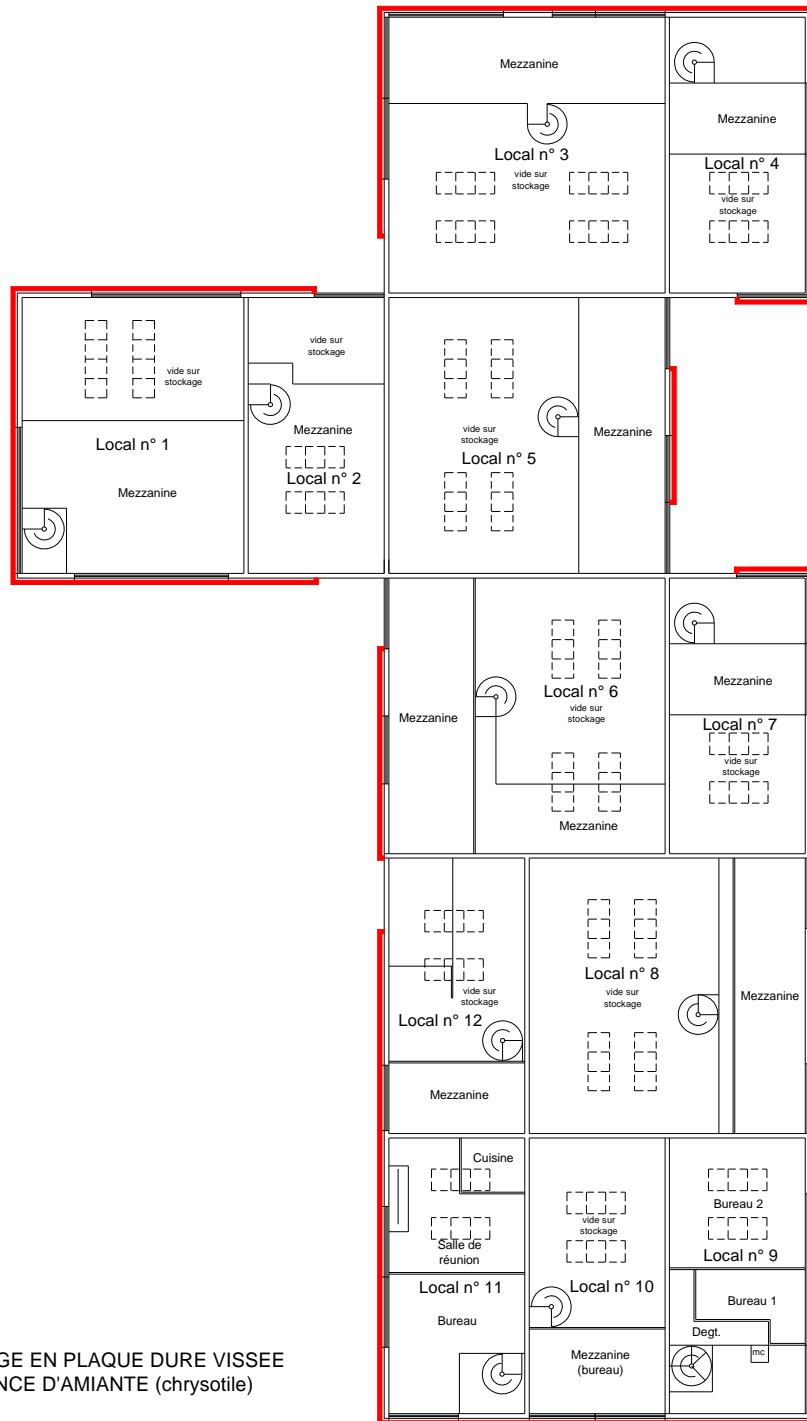 Mezzanine
Mezzanine
Local n° 3
vide sur
stockage
Local n° 4
vide sur
stockage
vide sur
stockage
vide sur
stockage
Local n° 1
Mezzanine
Mezzanine
Local n° 2
vide sur
stockage
Local n° 5
Mezzanine
Mezzanine
Local n° 6
vide sur
stockage
Mezzanine
Mezzanine
Local n° 7
vide sur
stockage
vide sur
stockage
Local n° 12
Mezzanine
Local n° 8
vide sur
stockage
Mezzanine
Cuisine
Salle de
réunion
Local n° 11
Bureau
vide sur
stockage
Local n° 10
Mezzanine
(bureau)
Bureau 2
Local n° 9
Bureau 1
Degt.
mc
GE EN PLAQUE DURE VISSEE
NCE D'AMIANTE (chrysotile)